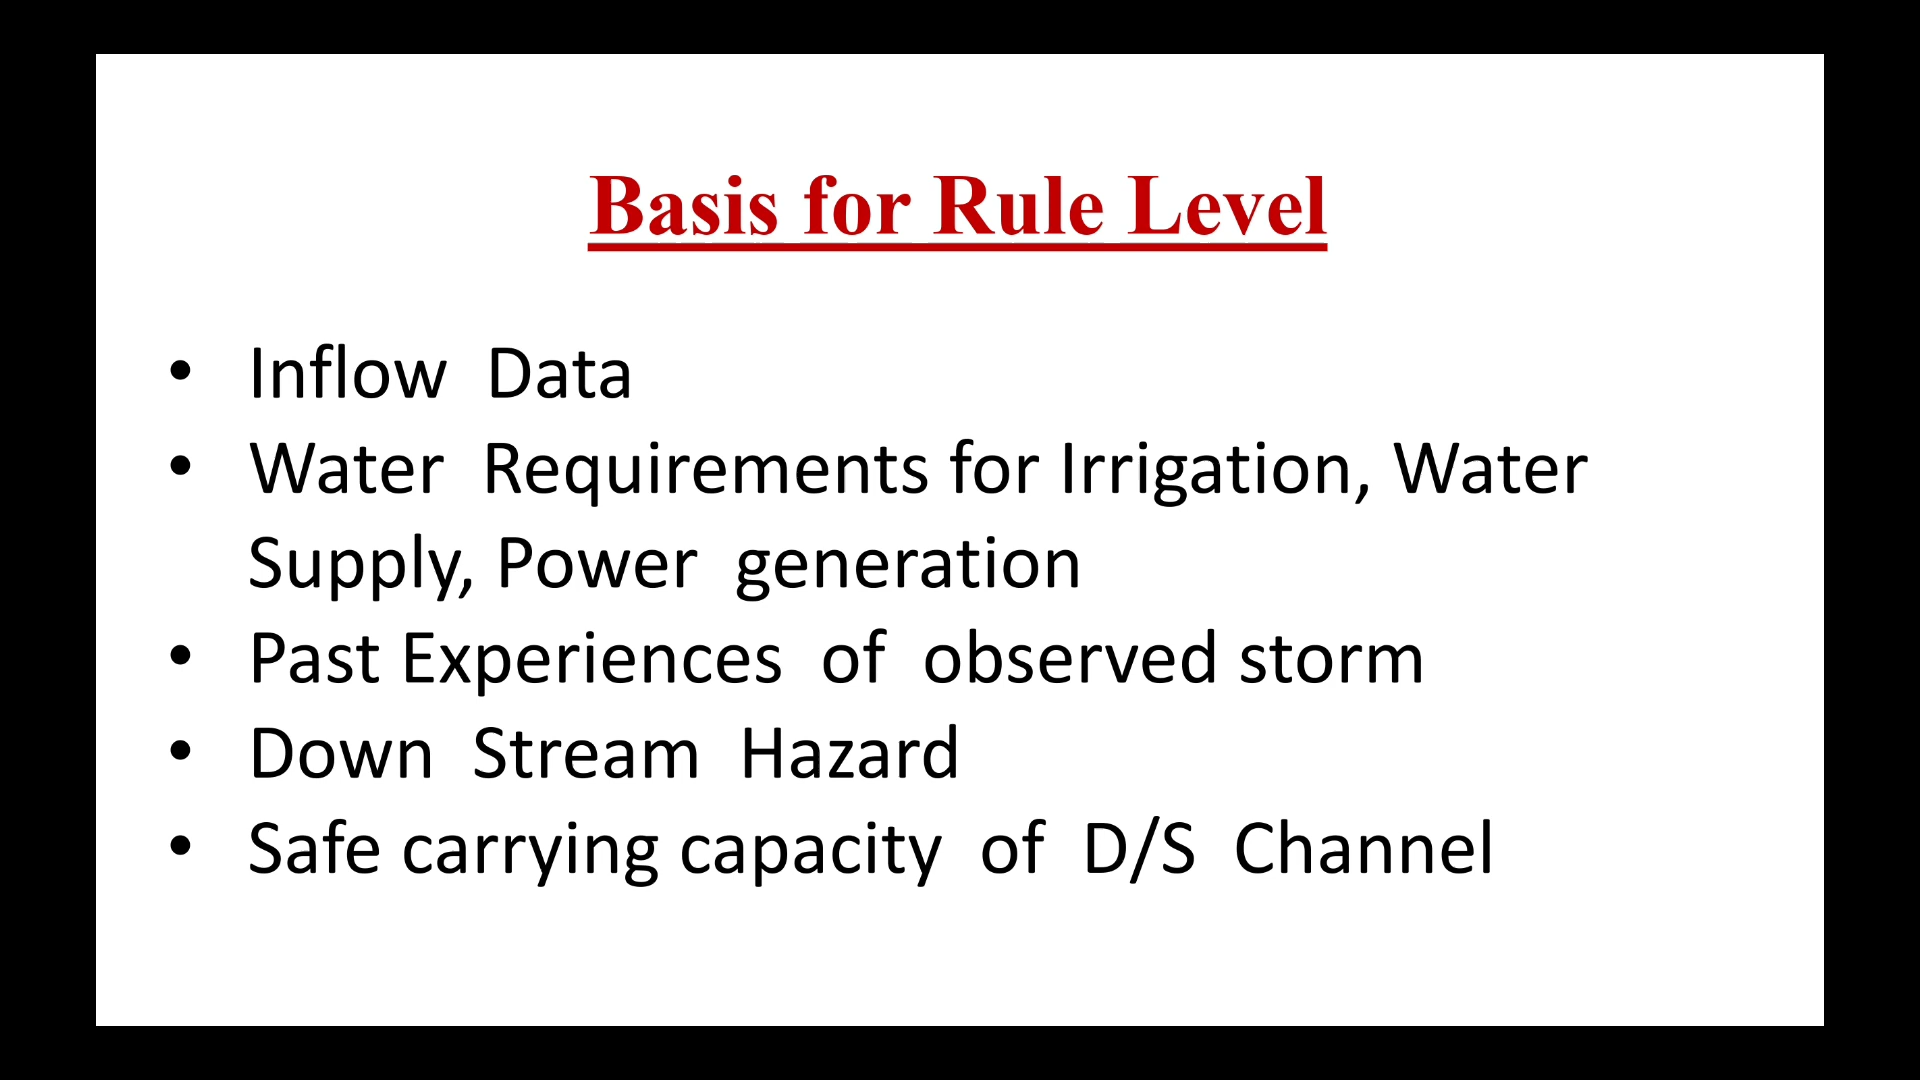 Basis for Rule Level
• Inflow Data
• Water Requirements for Irrigation, Water
Supply, Power generation
• Past Experiences of observed storm
• Down Stream Hazard
• Safe carrying capacity of D/S Channel